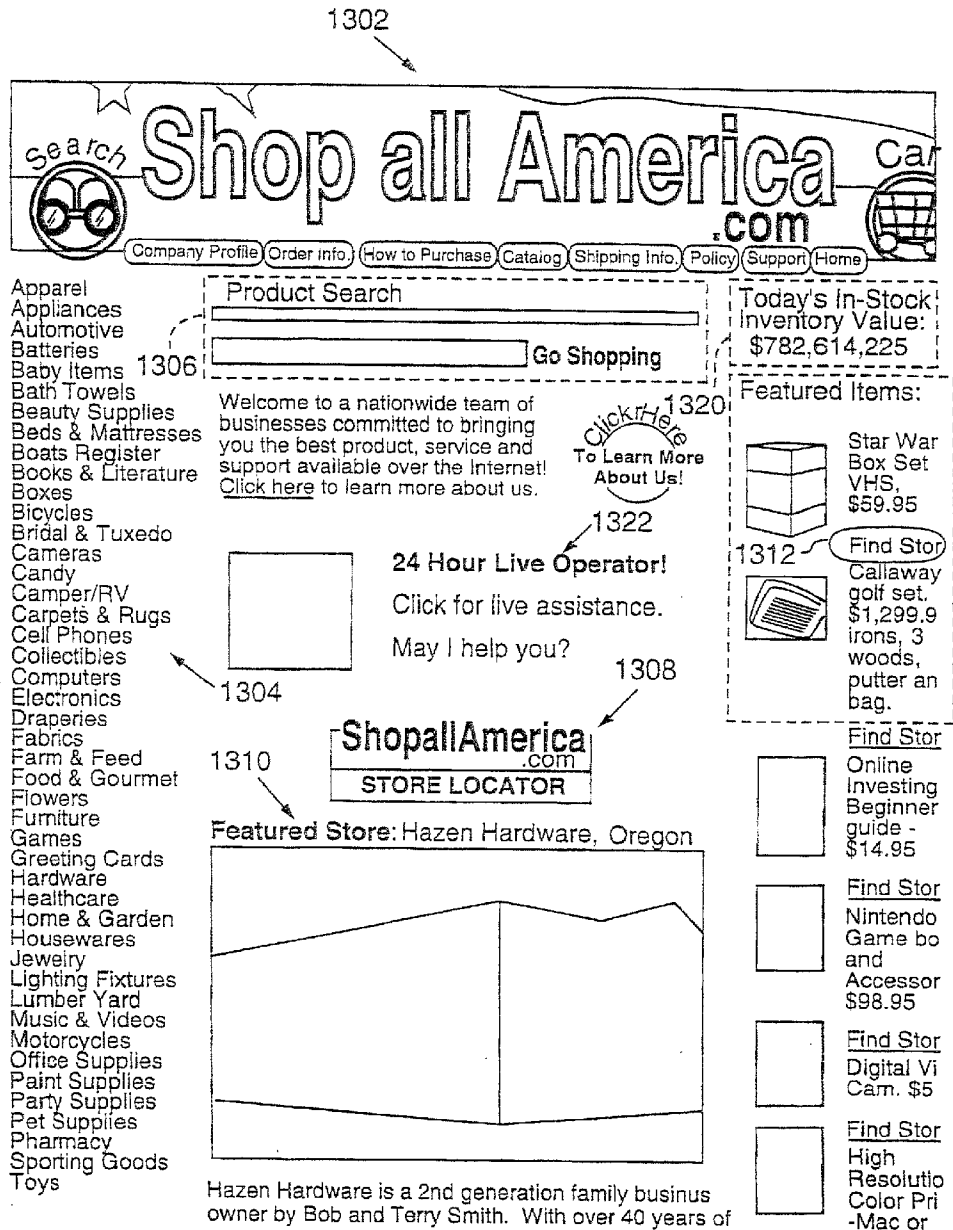 1302
Search
Shop all America
.com
Car
Company Profile
Order info.
How to Purchase
Catalog
Shipping Info.
Policy
Support
Home
Apparel
Appliances
Automotive
Batteries
Baby Items
Bath Towels
Beauty Supplies
Beds & Mattresses
Boats Register
Books & Literature
Boxes
Bicycles
Bridal & Tuxedo
Cameras
Candy
Camper/RV
Carpets & Rugs
Cell Phones
Collectibles
Computers
Electronics
Draperies
Fabrics
Farm & Feed
Food & Gourmet
Flowers
Furniture
Games
Greeting Cards
Hardware
Healthcare
Home & Garden
Housewares
Jewelry
Lighting Fixtures
Lumber Yard
Music & Videos
Motorcycles
Office Supplies
Paint Supplies
Party Supplies
Pet Supplies
Pharmacy
Sporting Goods
Toys
1304
1306
Product Search
Go Shopping
Welcome to a nationwide team of
businesses committed to bringing
you the best product, service and
support available over the Internet!
Click here to learn more about us.
1320
ClickrHere
To Learn More
About Us!
1322
24 Hour Live Operator!
Click for live assistance.
May I help you?
1308
ShopallAmerica
.com
STORE LOCATOR
1310
Featured Store: Hazen Hardware, Oregon
Hazen Hardware is a 2nd generation family businus
owner by Bob and Terry Smith. With over 40 years of
Today's In-Stock
Inventory Value:
$782,614,225
Featured Items:
Star War
Box Set
VHS,
$59.95
1312
Find Stor
Callaway
golf set.
$1,299.9
irons, 3
woods,
putter an
bag.
Find Stor
Online
Investing
Beginner
guide -
$14.95
Find Stor
Nintendo
Game bo
and
Accessor
$98.95
Find Stor
Digital Vi
Cam. $5
Find Stor
High
Resolutio
Color Pri
-Mac or